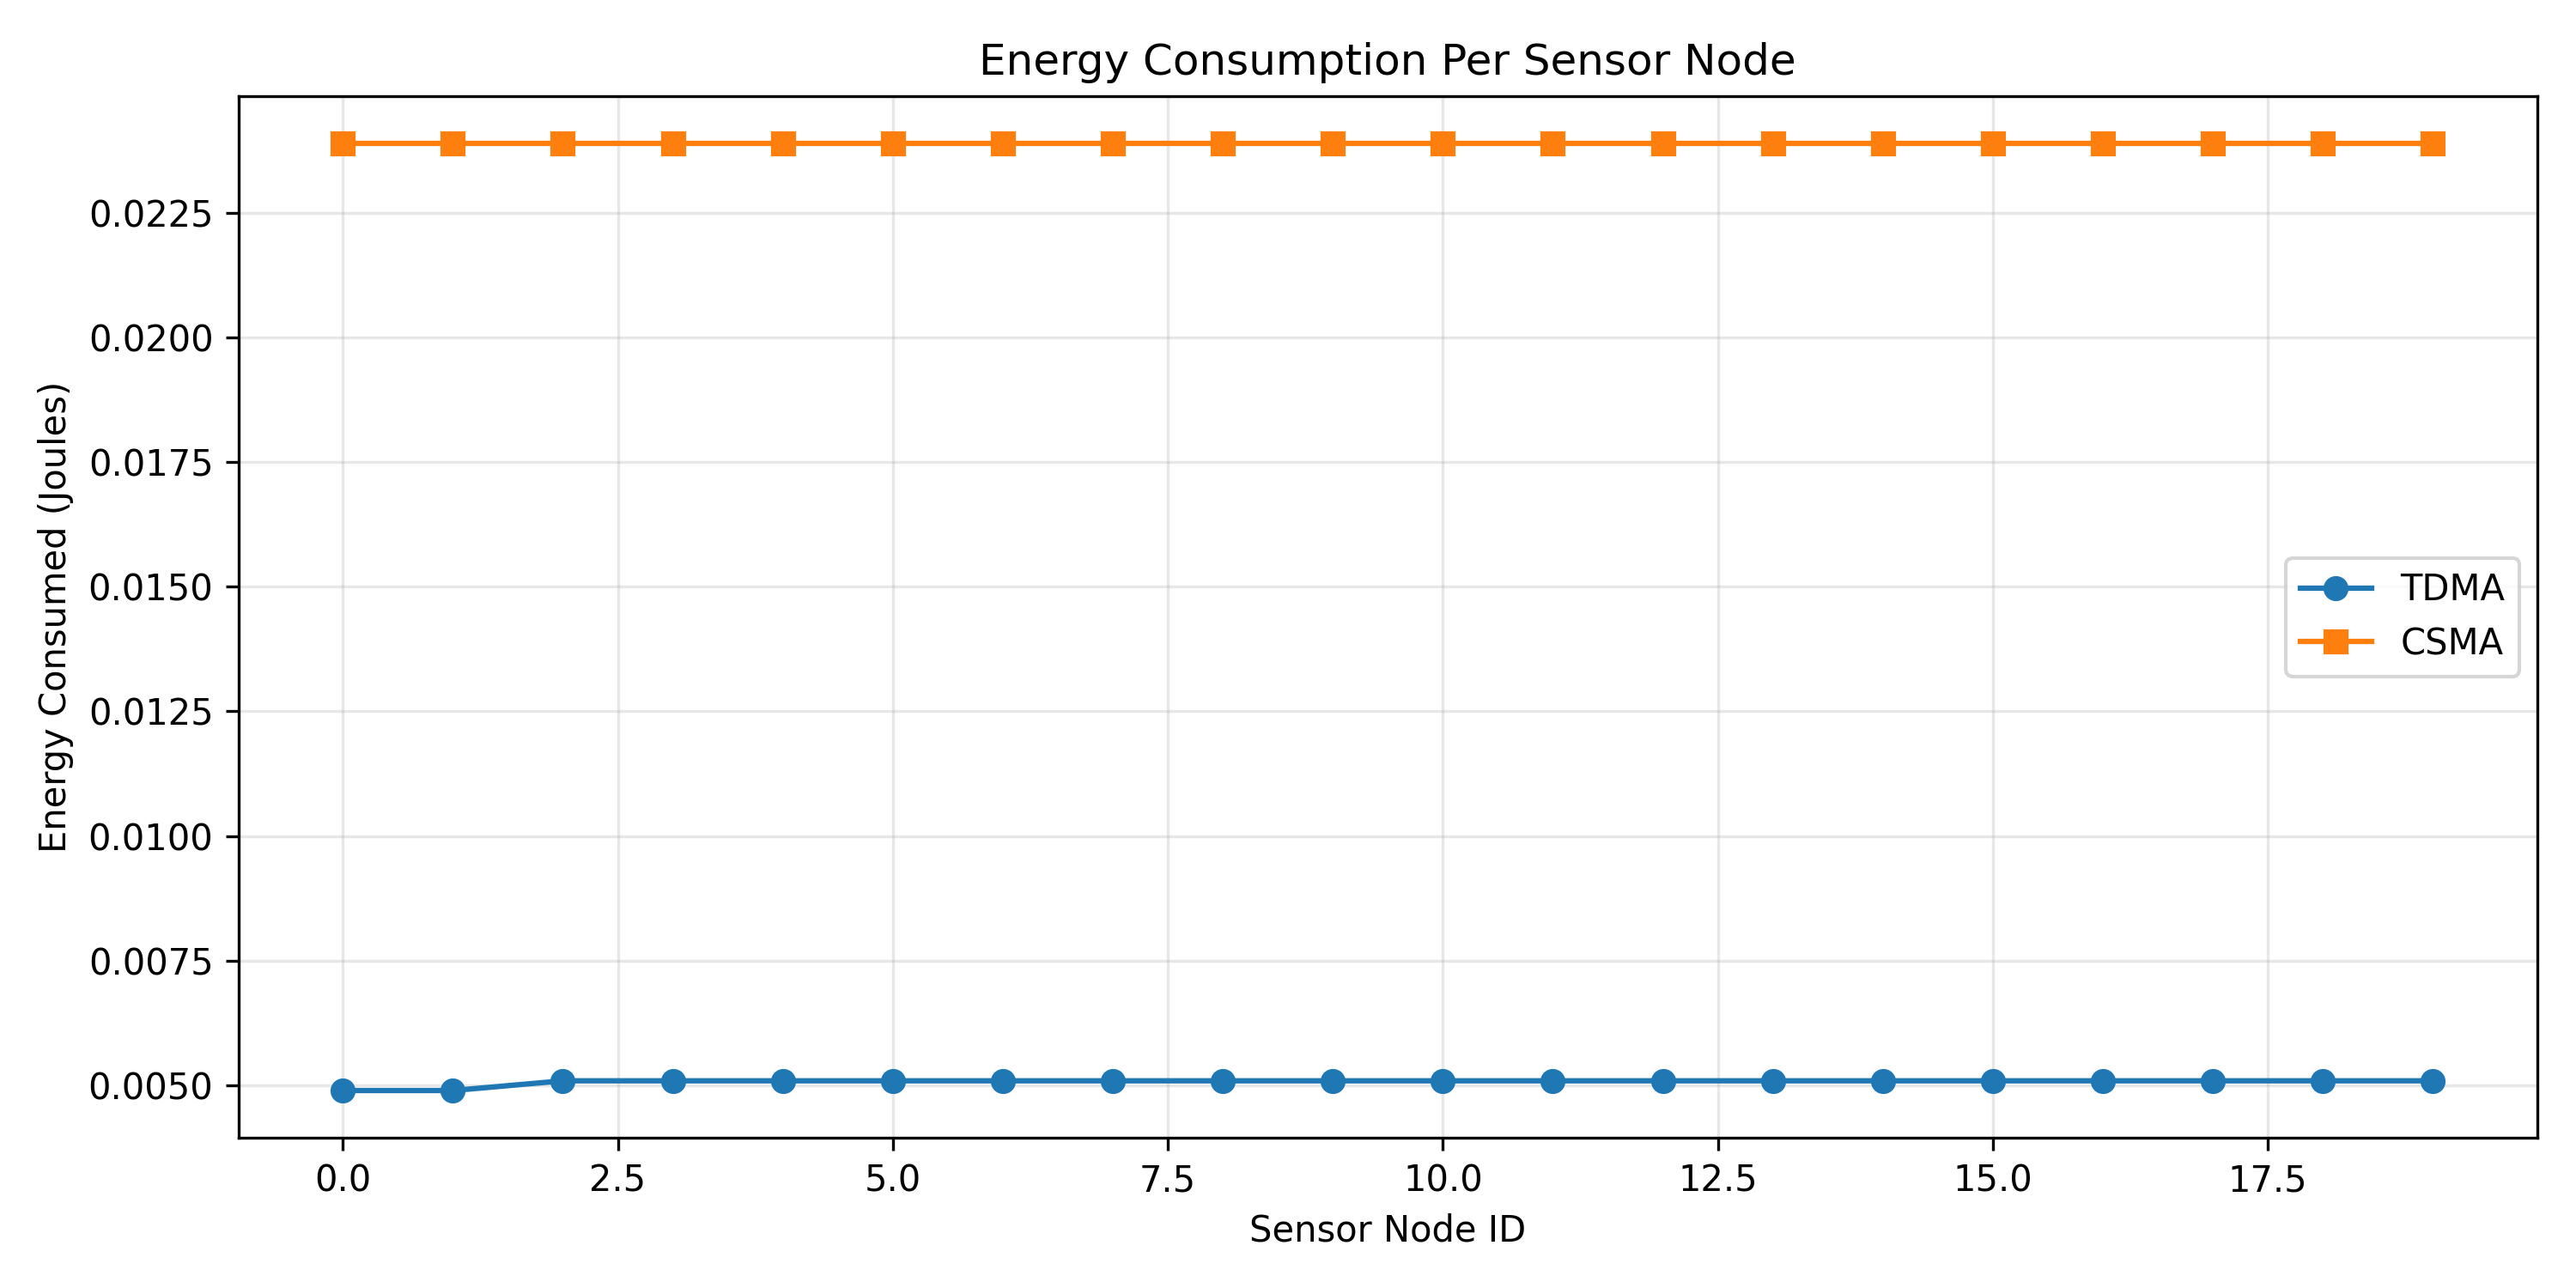 Energy Consumption Per Sensor Node
Energy Consumed (Joules)
0.0225
0.0200
0.0175
0.0150
0.0125
0.0100
0.0075
0.0050
TDMA
CSMA
0.0 2.5 5.0 7.5 10.0 12.5 15.0 17.5
Sensor Node ID